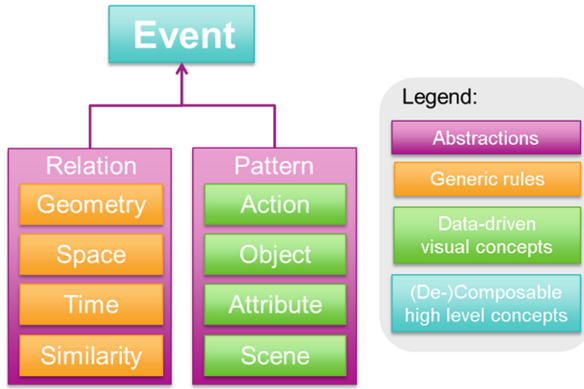 Event
Relation
Geometry
Space
Time
Similarity
Pattern
Action
Object
Attribute
Scene
Legend:
Abstractions
Generic rules
Data-driven
visual concepts
(De-)Composable
high level concepts